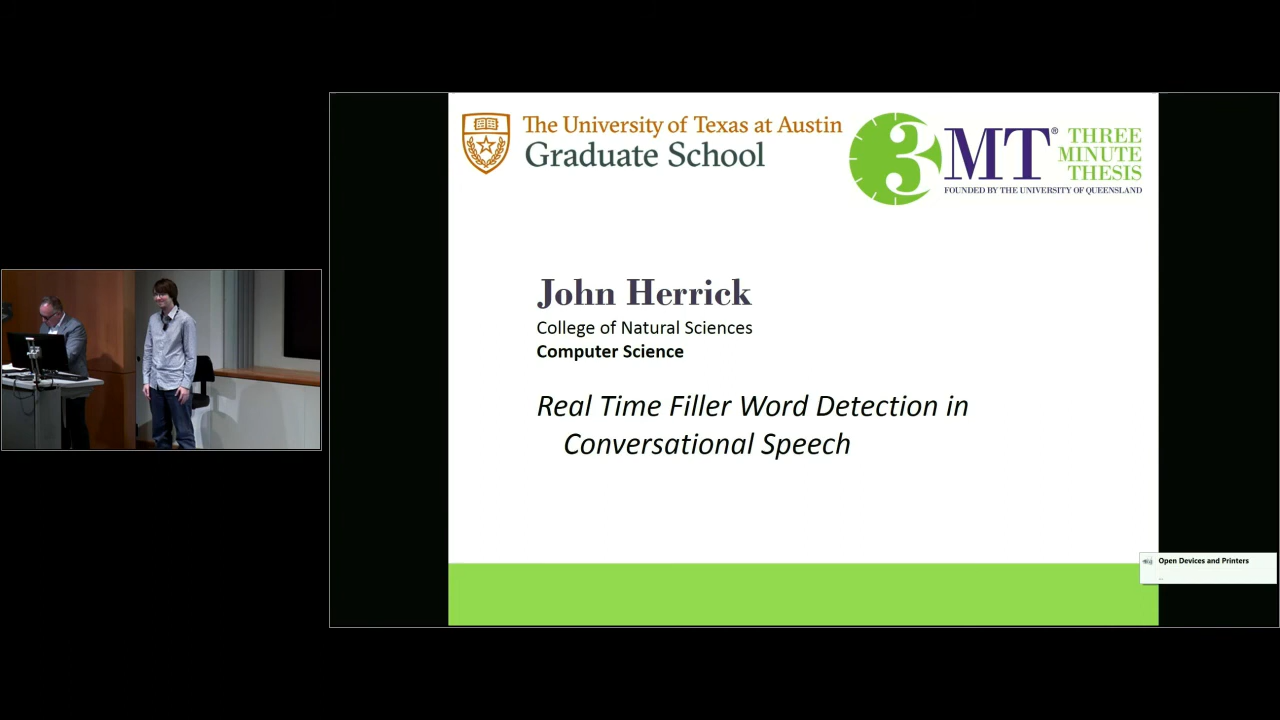 The University of Texas at Austin
Graduate School
3MT® THREE
MINUTE
THESIS
FOUNDED BY THE UNIVERSITY OF QUEENSLAND
John Herrick
College of Natural Sciences
Computer Science
Real Time Filler Word Detection in
Conversational Speech
Open Devices and Printers
...